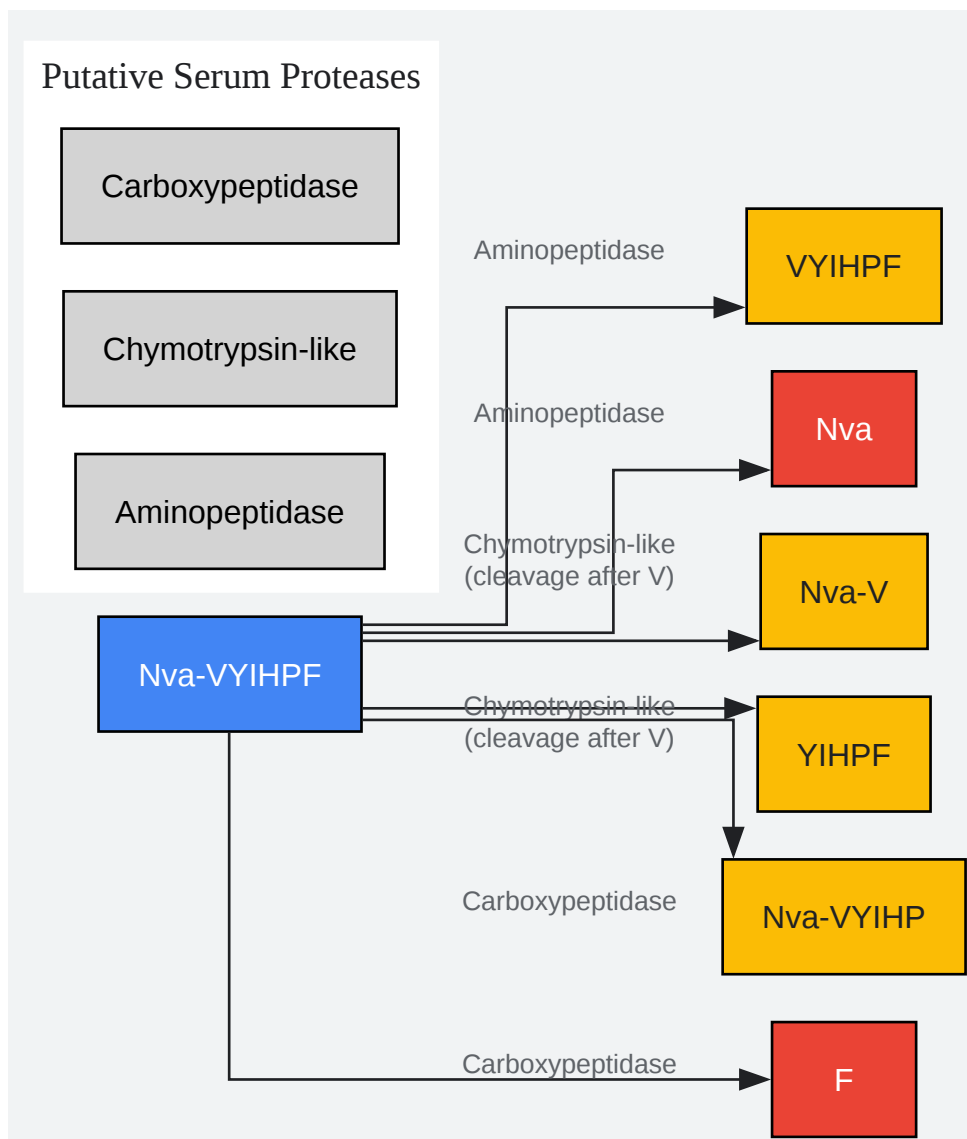 Putative Serum Proteases
Carboxypeptidase
Chymotrypsin-like
Aminopeptidase
Nva-VYIHPF
Aminopeptidase
VYIHPF
Aminopeptidase
Nva
Chymotrypsin-like
(cleavage after V)
Nva-V
Chymotrypsin-like
(cleavage after V)
YIHPF
Carboxypeptidase
Nva-VYIHP
Carboxypeptidase
F